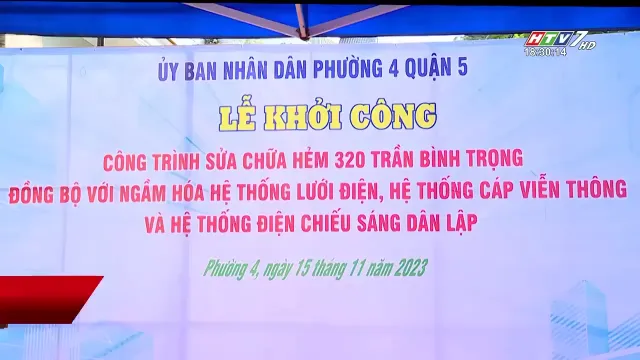 HTV7 HD
18:30:14
ỦY BAN NHÂN DÂN PHƯỜNG 4 QUẬN 5
LỄ KHỞI CÔNG
CÔNG TRÌNH SỬA CHỮA HẺM 320 TRẦN BÌNH TRỌNG
ĐỒNG BỘ VỚI NGẦM HÓA HỆ THỐNG LƯỚI ĐIỆN, HỆ THỐNG CÁP VIỄN THÔNG
VÀ HỆ THỐNG ĐIỆN CHIẾU SÁNG DÂN LẬP
Phường 4, ngày 15 tháng 11 năm 2023